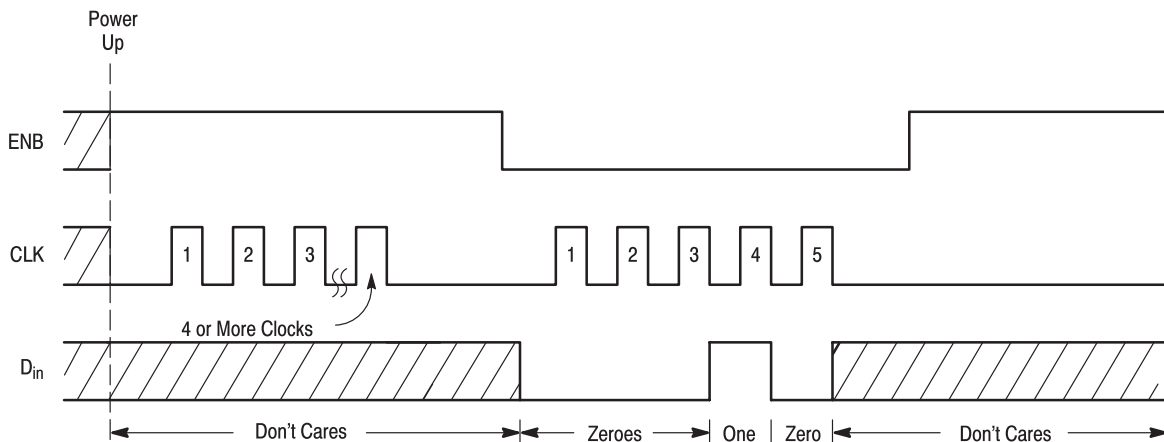 Power
Up
ENB
CLK
1 2 3 1 2 3 4 5
4 or More Clocks
Din
Don't Cares Zeroes One Zero Don't Cares